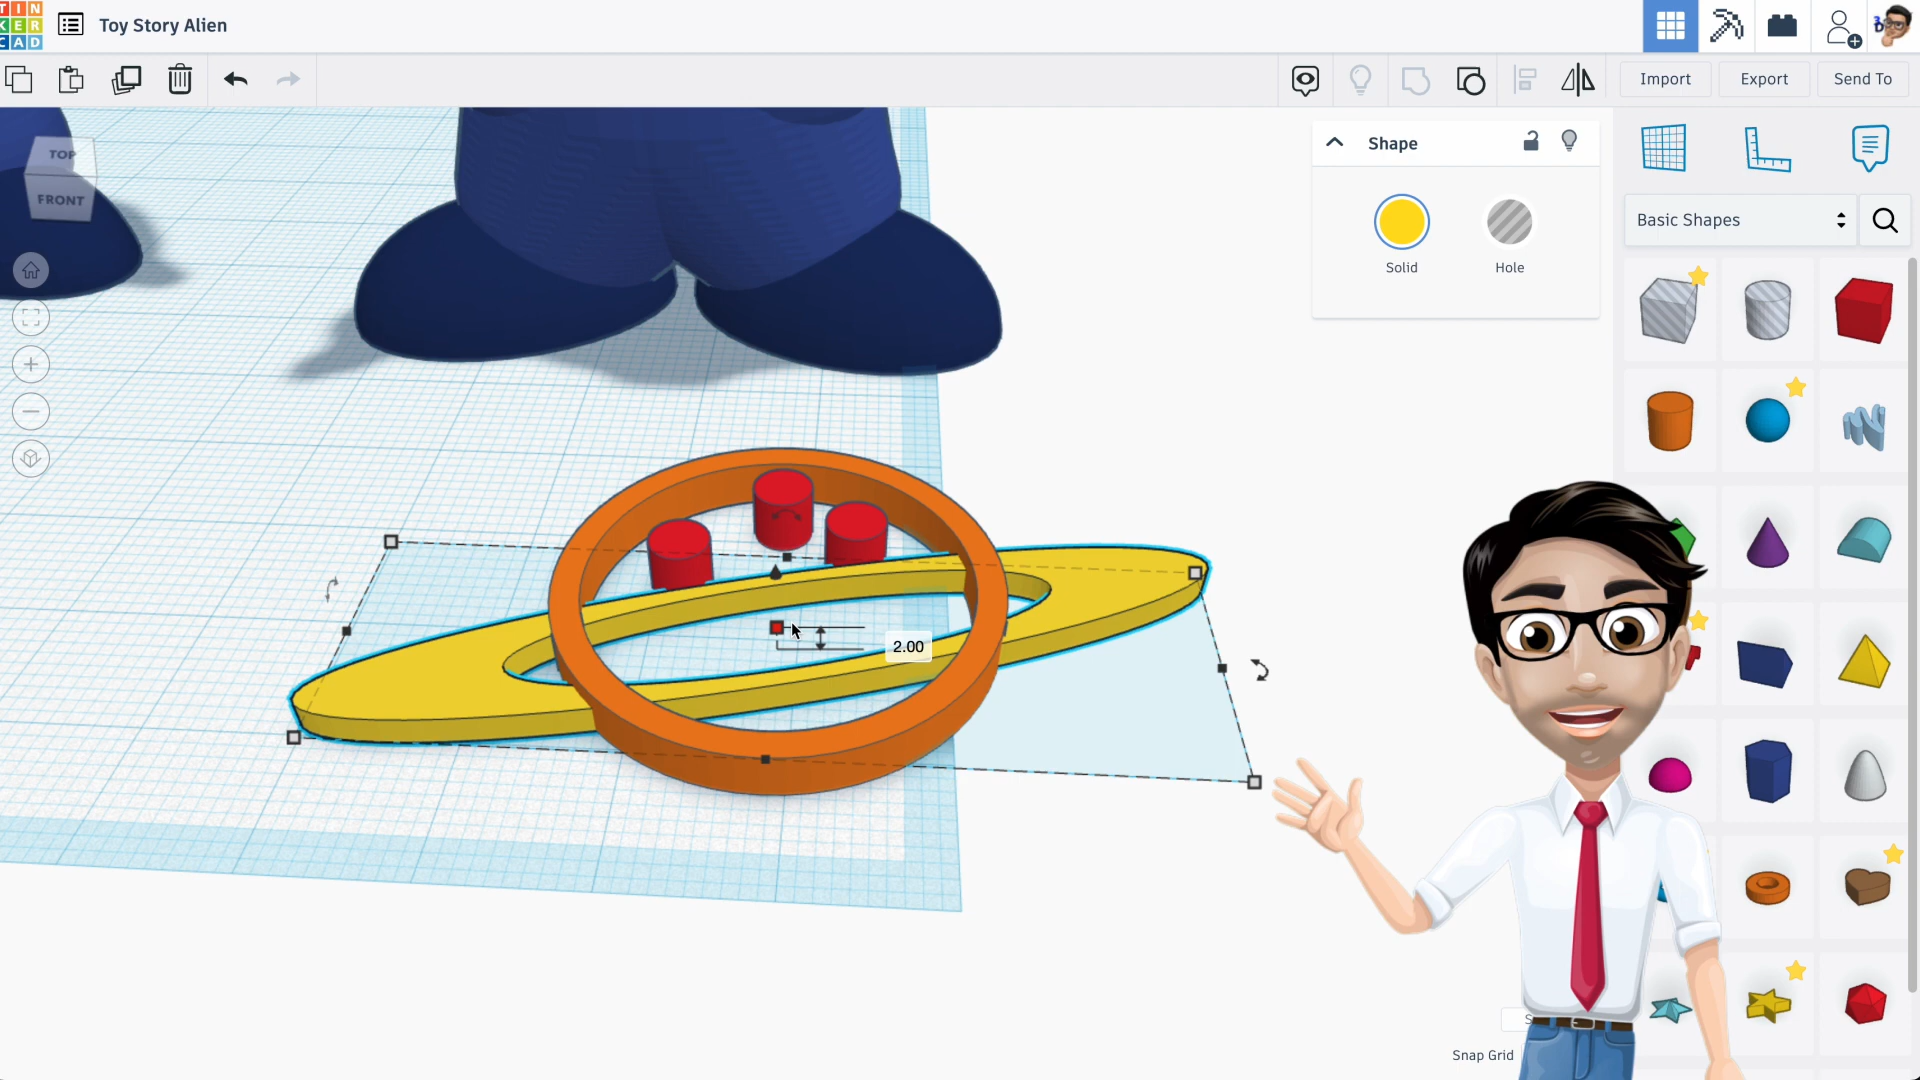 TIN
KER
CAD
Toy Story Alien
3D
Import
Export
Send To
TOP
FRONT
Shape
Solid
Hole
Basic Shapes
2.00
Snap Grid